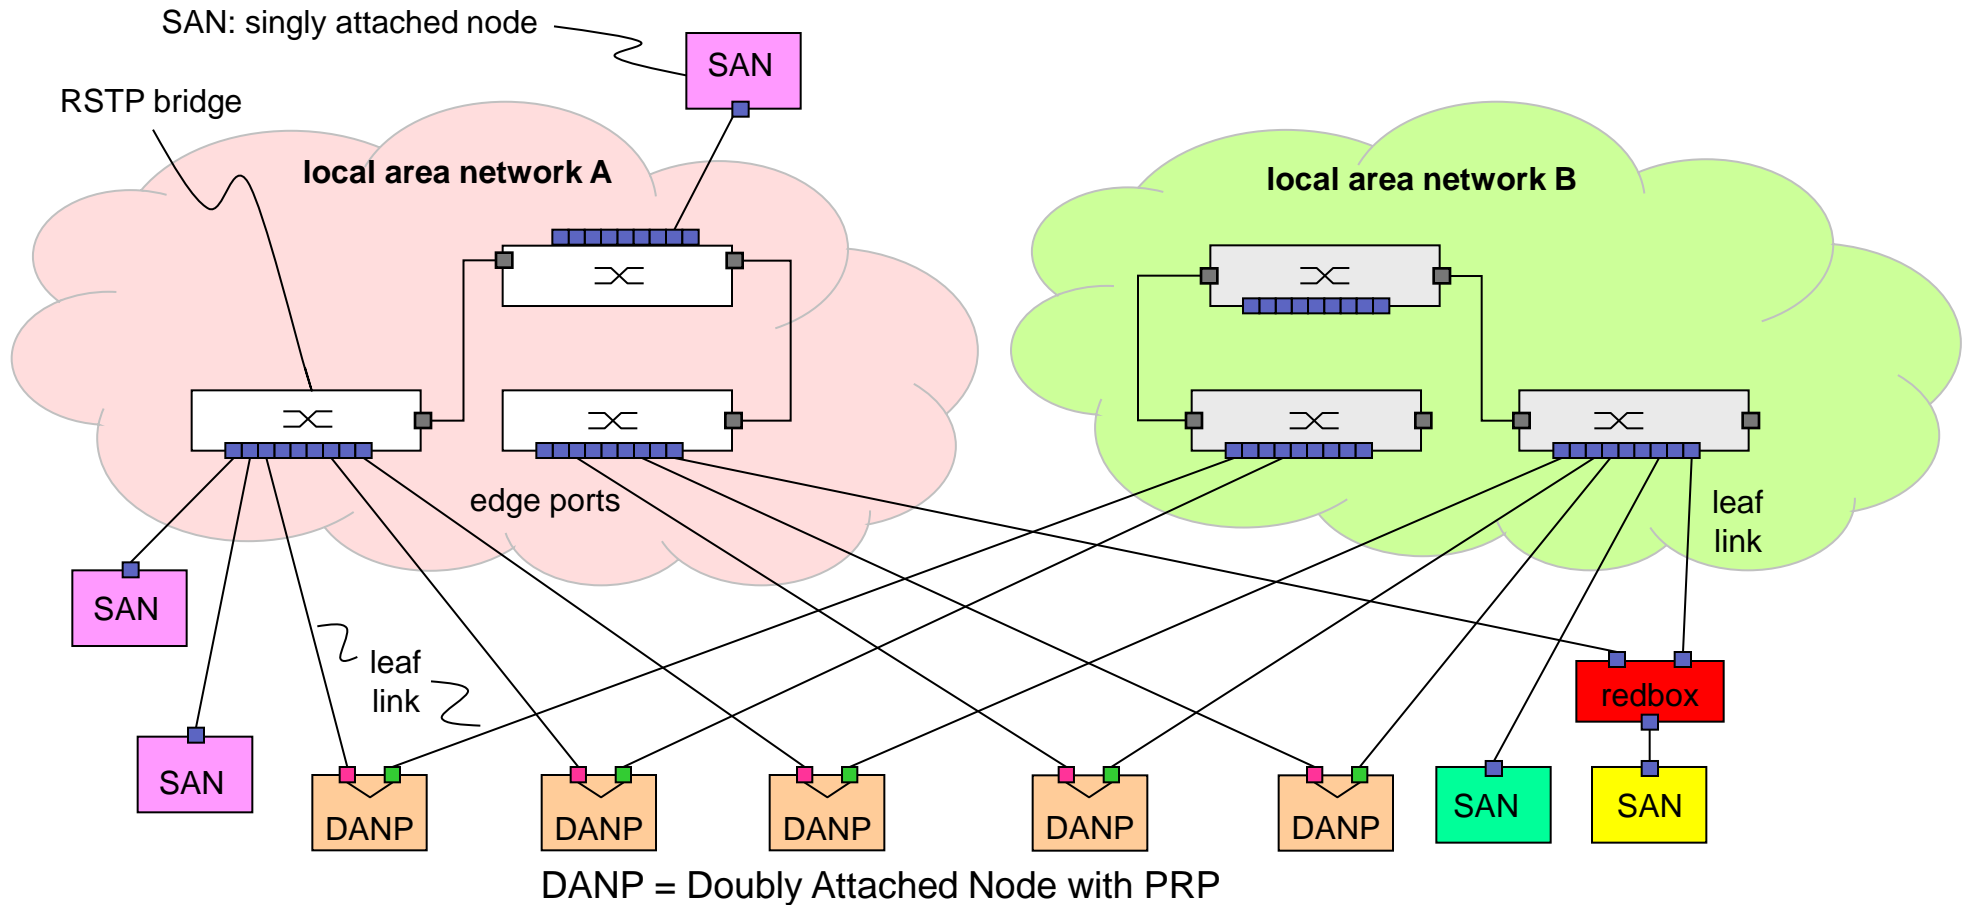 SAN: singly attached node
SAN
RSTP bridge
local area network A
local area network B
edge ports
leaf
link
SAN
leaf
link
redbox
SAN
DANP
DANP
DANP
DANP
DANP
SAN
SAN
DANP = Doubly Attached Node with PRP